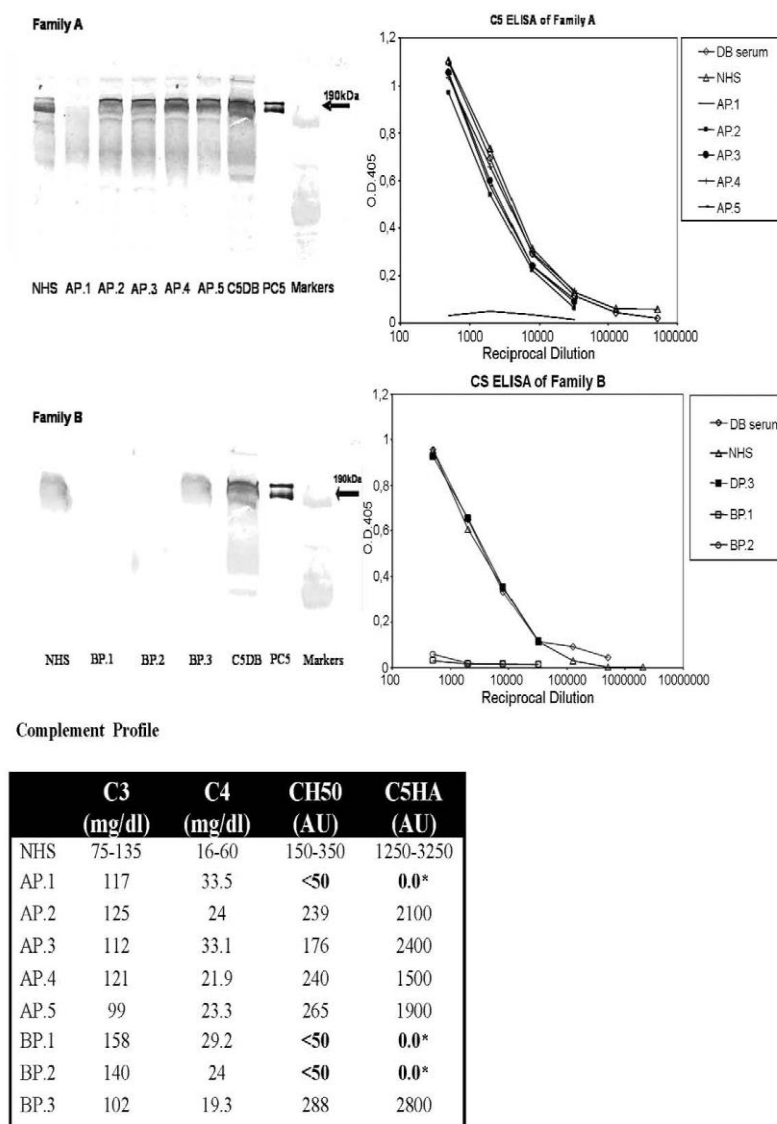 Family A
190kDa
NHS AP.1 AP.2 AP.3 AP.4 AP.5 C5DB PC5 Markers
C5 ELISA of Family A
O.D.405
1,2
1
0,8
0,6
0,4
0,2
0
100 1000 10000 100000 1000000
Reciprocal Dilution
DB serum
NHS
AP.1
AP.2
AP.3
AP.4
AP.5
Family B
190kDa
NHS BP.1 BP.2 BP.3 C5DB PC5 Markers
CS ELISA of Family B
O.D.405
1,2
1
0,8
0,6
0,4
0,2
0
100 1000 10000 100000 1000000 10000000
Reciprocal Dilution
DB serum
NHS
DP.3
BP.1
BP.2
Complement Profile
C3 C4 CH50 C5HA
(mg/dl) (mg/dl) (AU) (AU)
NHS 75-135 16-60 150-350 1250-3250
AP.1 117 33.5 <50 0.0*
AP.2 125 24 239 2100
AP.3 112 33.1 176 2400
AP.4 121 21.9 240 1500
AP.5 99 23.3 265 1900
BP.1 158 29.2 <50 0.0*
BP.2 140 24 <50 0.0*
BP.3 102 19.3 288 2800